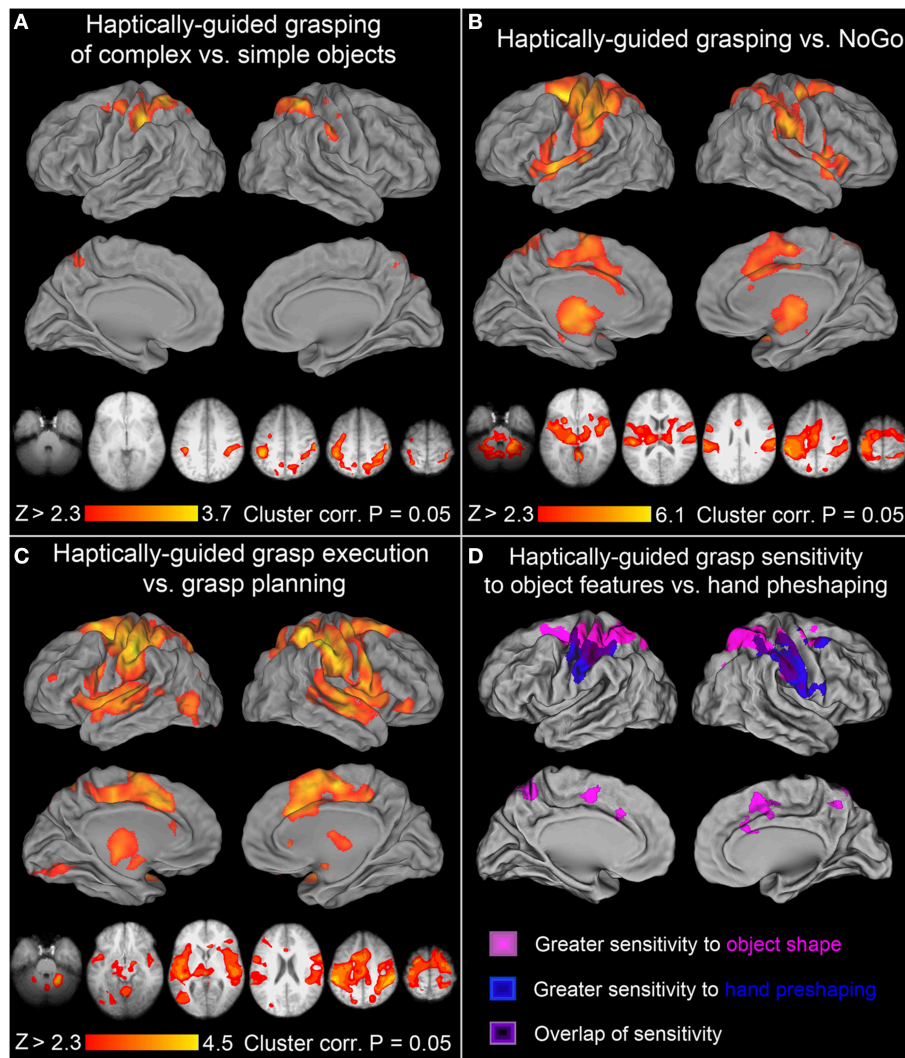 A
Haptically-guided grasping
of complex vs. simple objects
Z > 2.3 3.7 Cluster corr. P = 0.05
B
Haptically-guided grasping vs. NoGo
Z > 2.3 6.1 Cluster corr. P = 0.05
C
Haptically-guided grasp execution
vs. grasp planning
Z > 2.3 4.5 Cluster corr. P = 0.05
D
Haptically-guided grasp sensitivity
to object features vs. hand pheshaping
Greater sensitivity to object shape
Greater sensitivity to hand preshaping
Overlap of sensitivity